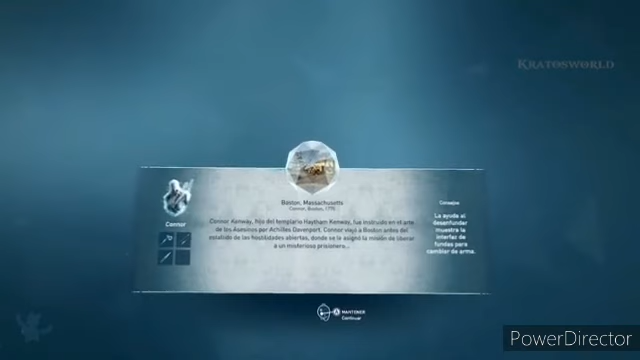 KRATOSWORLD
Boston, Massachusetts
Connor, Boston, 1775
Connor Kenway, hijo del templario Haytham Kenway, fue instruido en el arte
de los Asesinos por Achilles Davenport. Connor viajó a Boston antes del
estallido de las hostilidades abiertas, donde se le asignó la misión de liberar
a un misterioso prisionero...
Connor
Consejos
La ayuda al
desenfundar
muestra la
interfaz de
fundas para
cambiar de arma.
A MANTENER
Continuar
PowerDirector